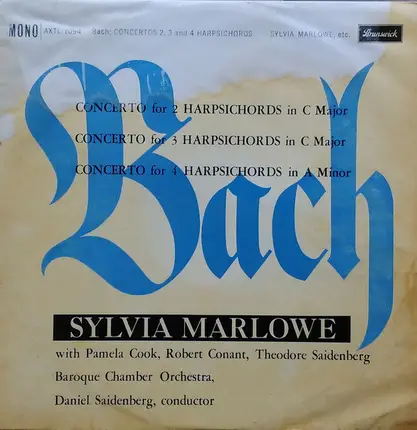 MONO AXTL 1094 Bach: CONCERTOS 2, 3 and 4 HARPSICHORDS SYLVIA MARLOWE, etc. Brunswick
CONCERTO for 2 HARPSICHORDS in C Major
CONCERTO for 3 HARPSICHORDS in C Major
CONCERTO for 4 HARPSICHORDS in A Minor
Bach
SYLVIA MARLOWE
with Pamela Cook, Robert Conant, Theodore Saidenberg
Baroque Chamber Orchestra,
Daniel Saidenberg, conductor